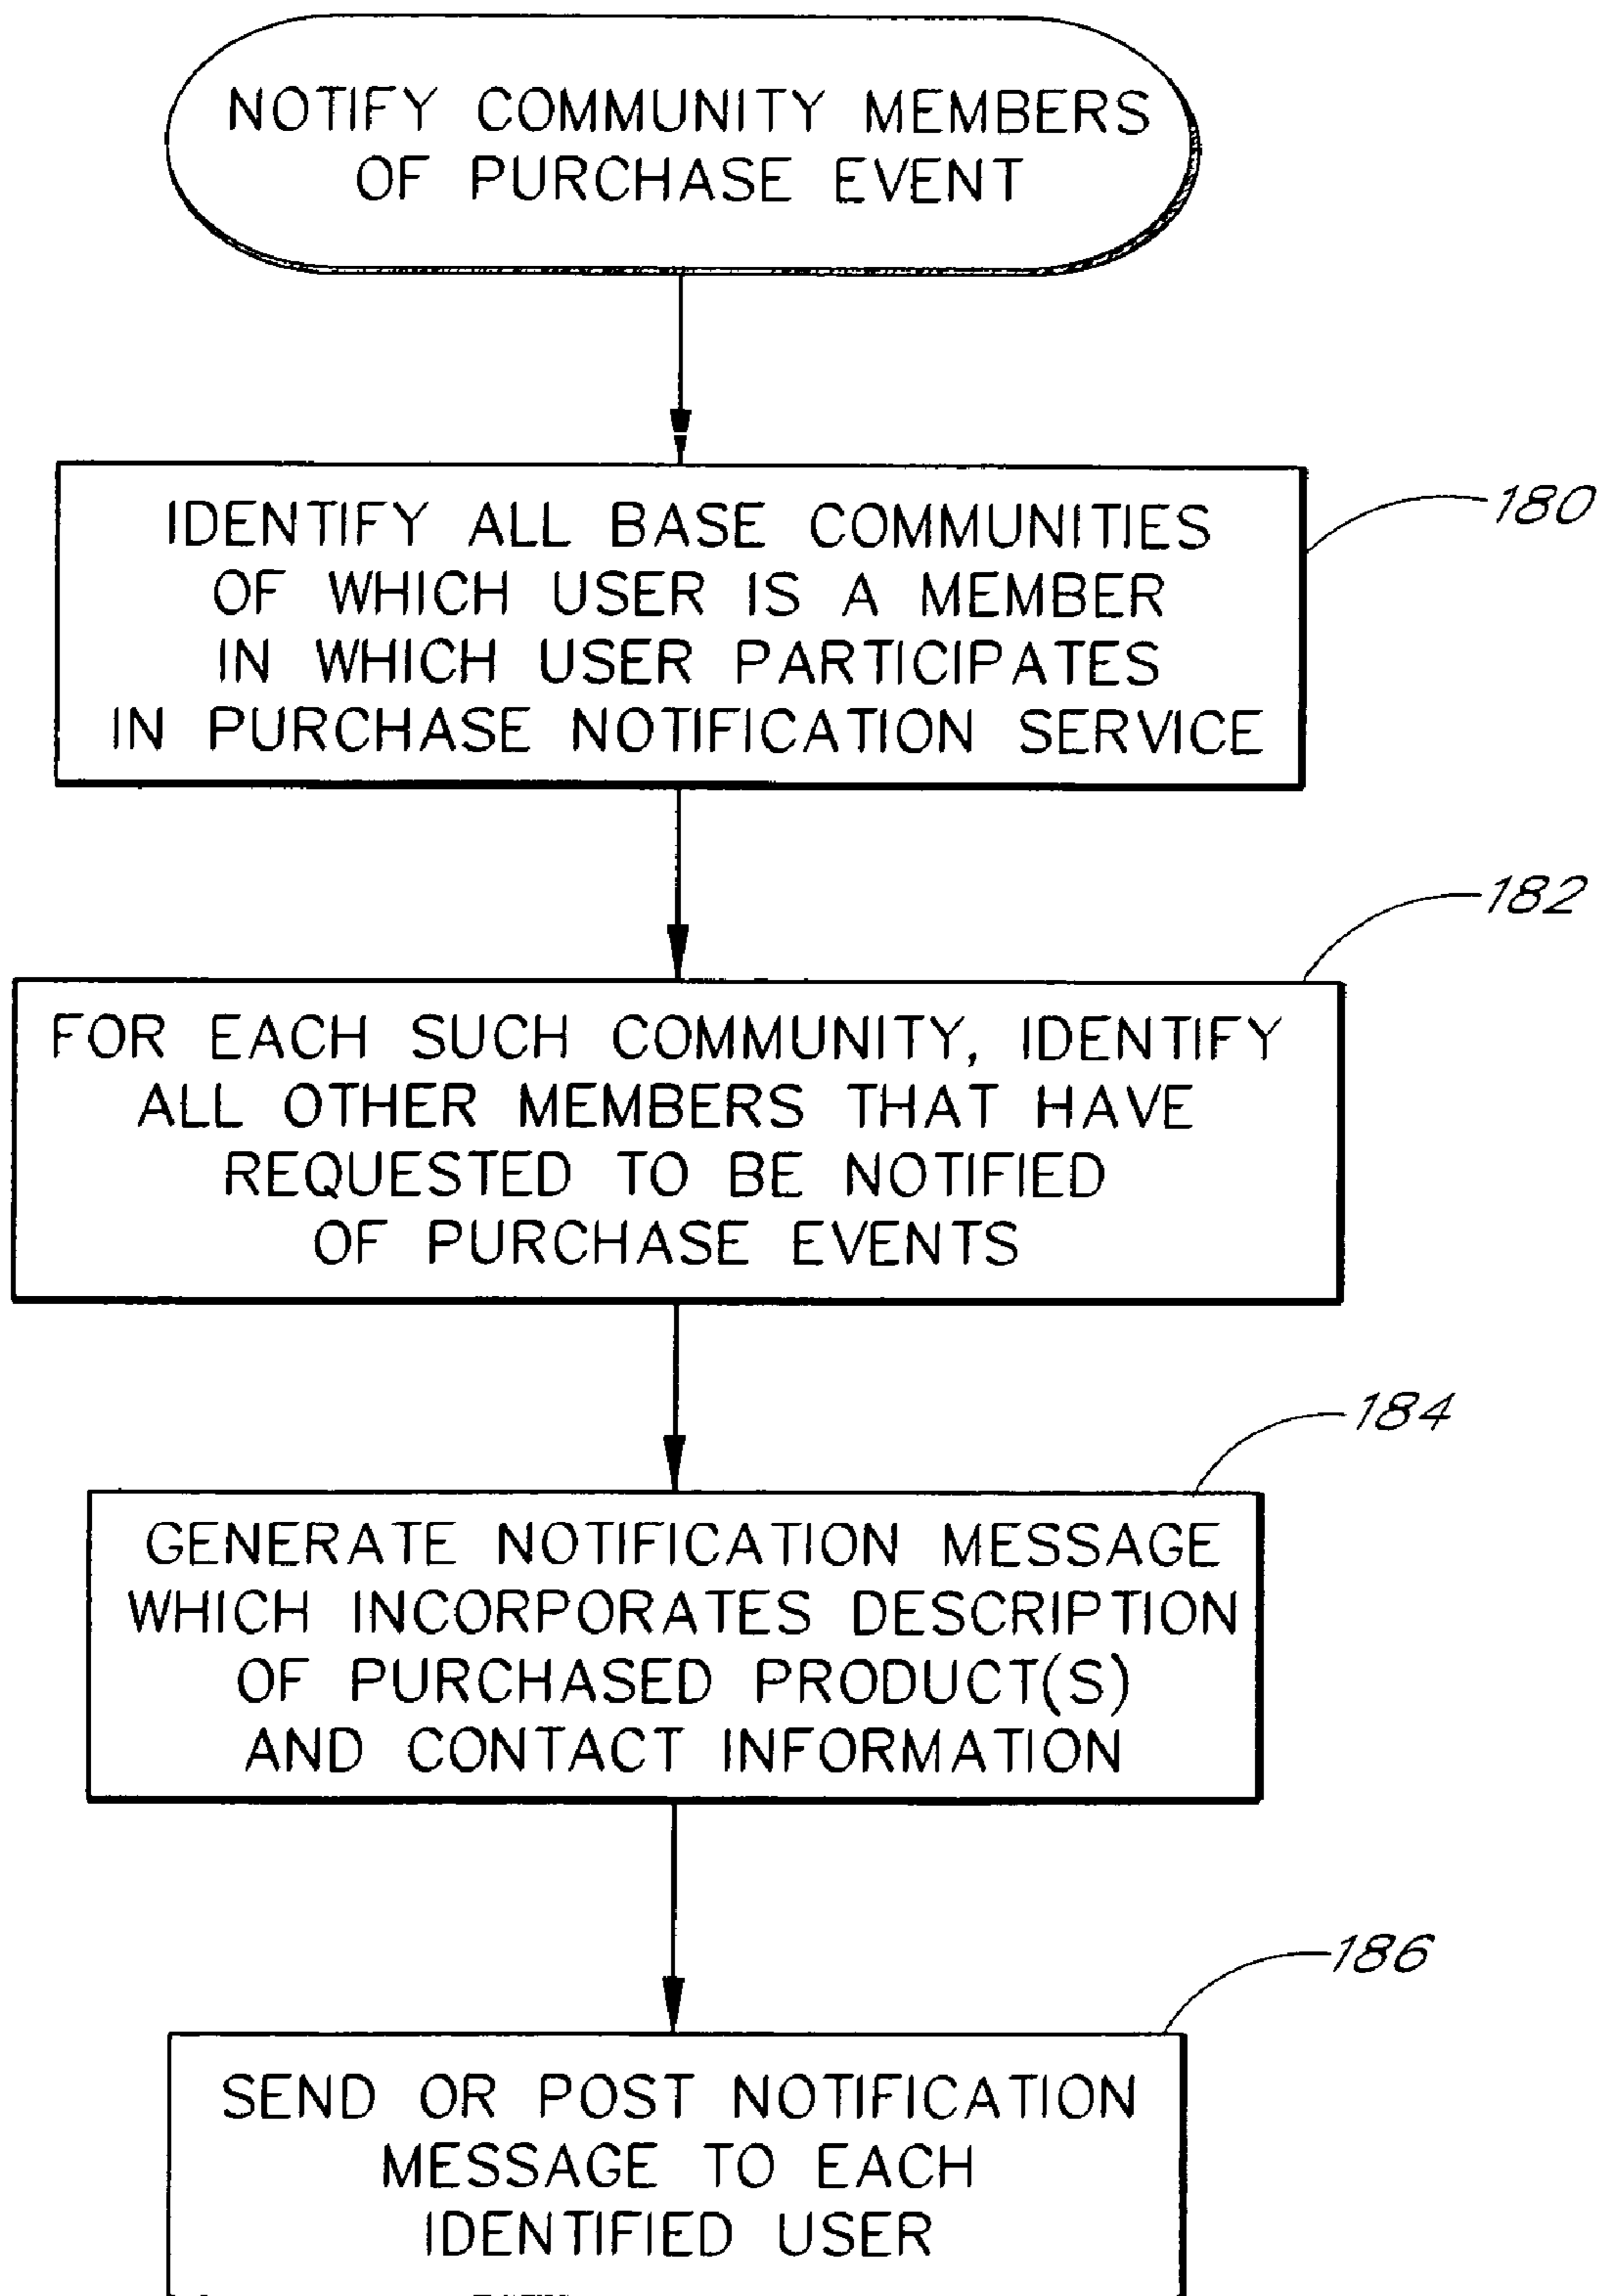 NOTIFY COMMUNITY MEMBERS
OF PURCHASE EVENT
IDENTIFY ALL BASE COMMUNITIES
OF WHICH USER IS A MEMBER
IN WHICH USER PARTICIPATES
IN PURCHASE NOTIFICATION SERVICE
180
FOR EACH SUCH COMMUNITY, IDENTIFY
ALL OTHER MEMBERS THAT HAVE
REQUESTED TO BE NOTIFIED
OF PURCHASE EVENTS
182
GENERATE NOTIFICATION MESSAGE
WHICH INCORPORATES DESCRIPTION
OF PURCHASED PRODUCT(S)
AND CONTACT INFORMATION
184
SEND OR POST NOTIFICATION
MESSAGE TO EACH
IDENTIFIED USER
186